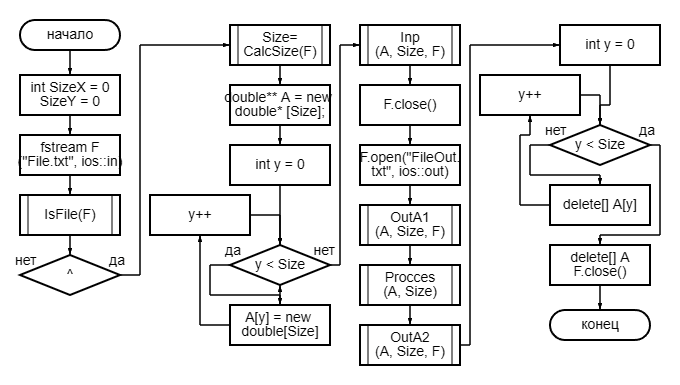 начало
int SizeX = 0
SizeY = 0
fstream F
("File.txt", ios::in)
IsFile(F)
нет
да
^
Size=
CalcSize(F)
double** A = new
double* [Size];
int y = 0
y++
да
нет
y < Size
A[y] = new
double[Size]
Inp
(A, Size, F)
F.close()
F.open("FileOut.
txt", ios::out)
OutA1
(A, Size, F)
Procces
(A, Size)
OutA2
(A, Size, F)
int y = 0
y++
нет
да
y < Size
delete[] A[y]
delete[] A
F.close()
конец